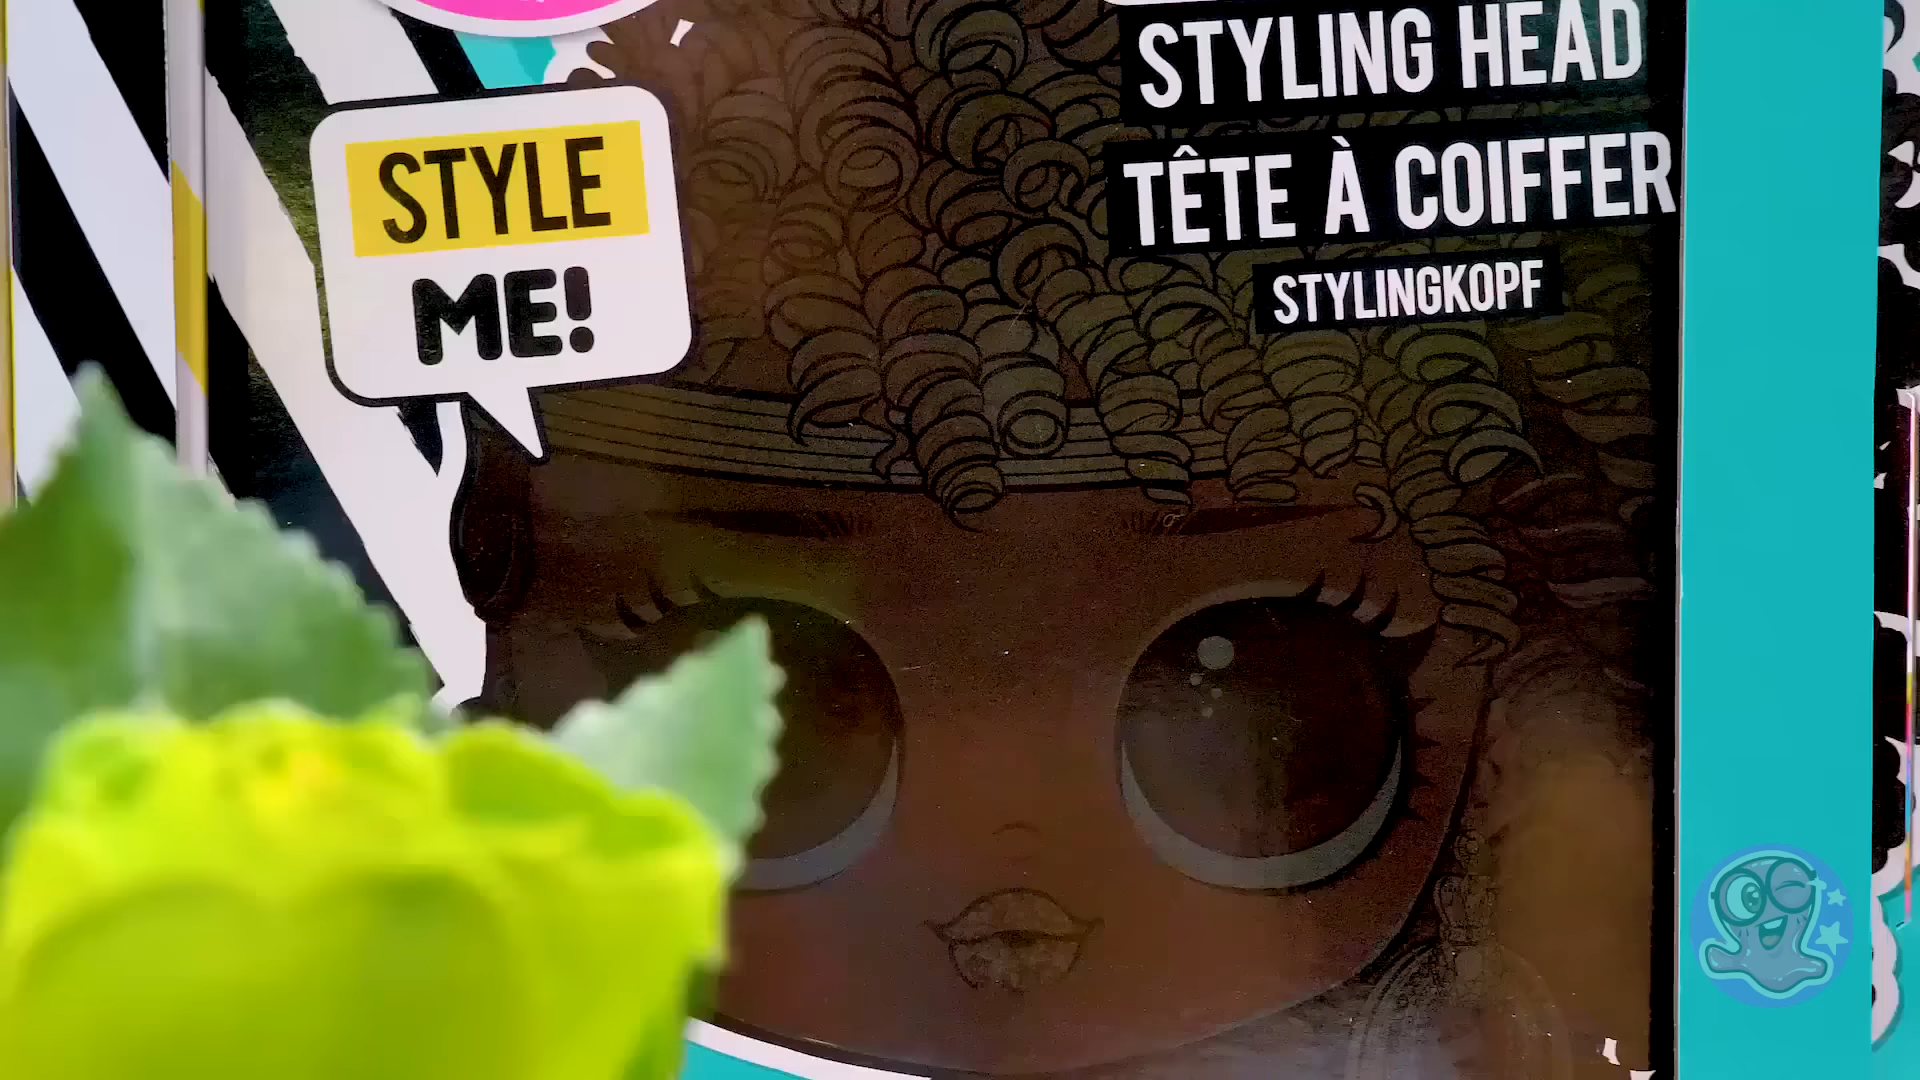 STYLE
ME!
STYLING HEAD
TÊTE À COIFFER
STYLINGKOPF